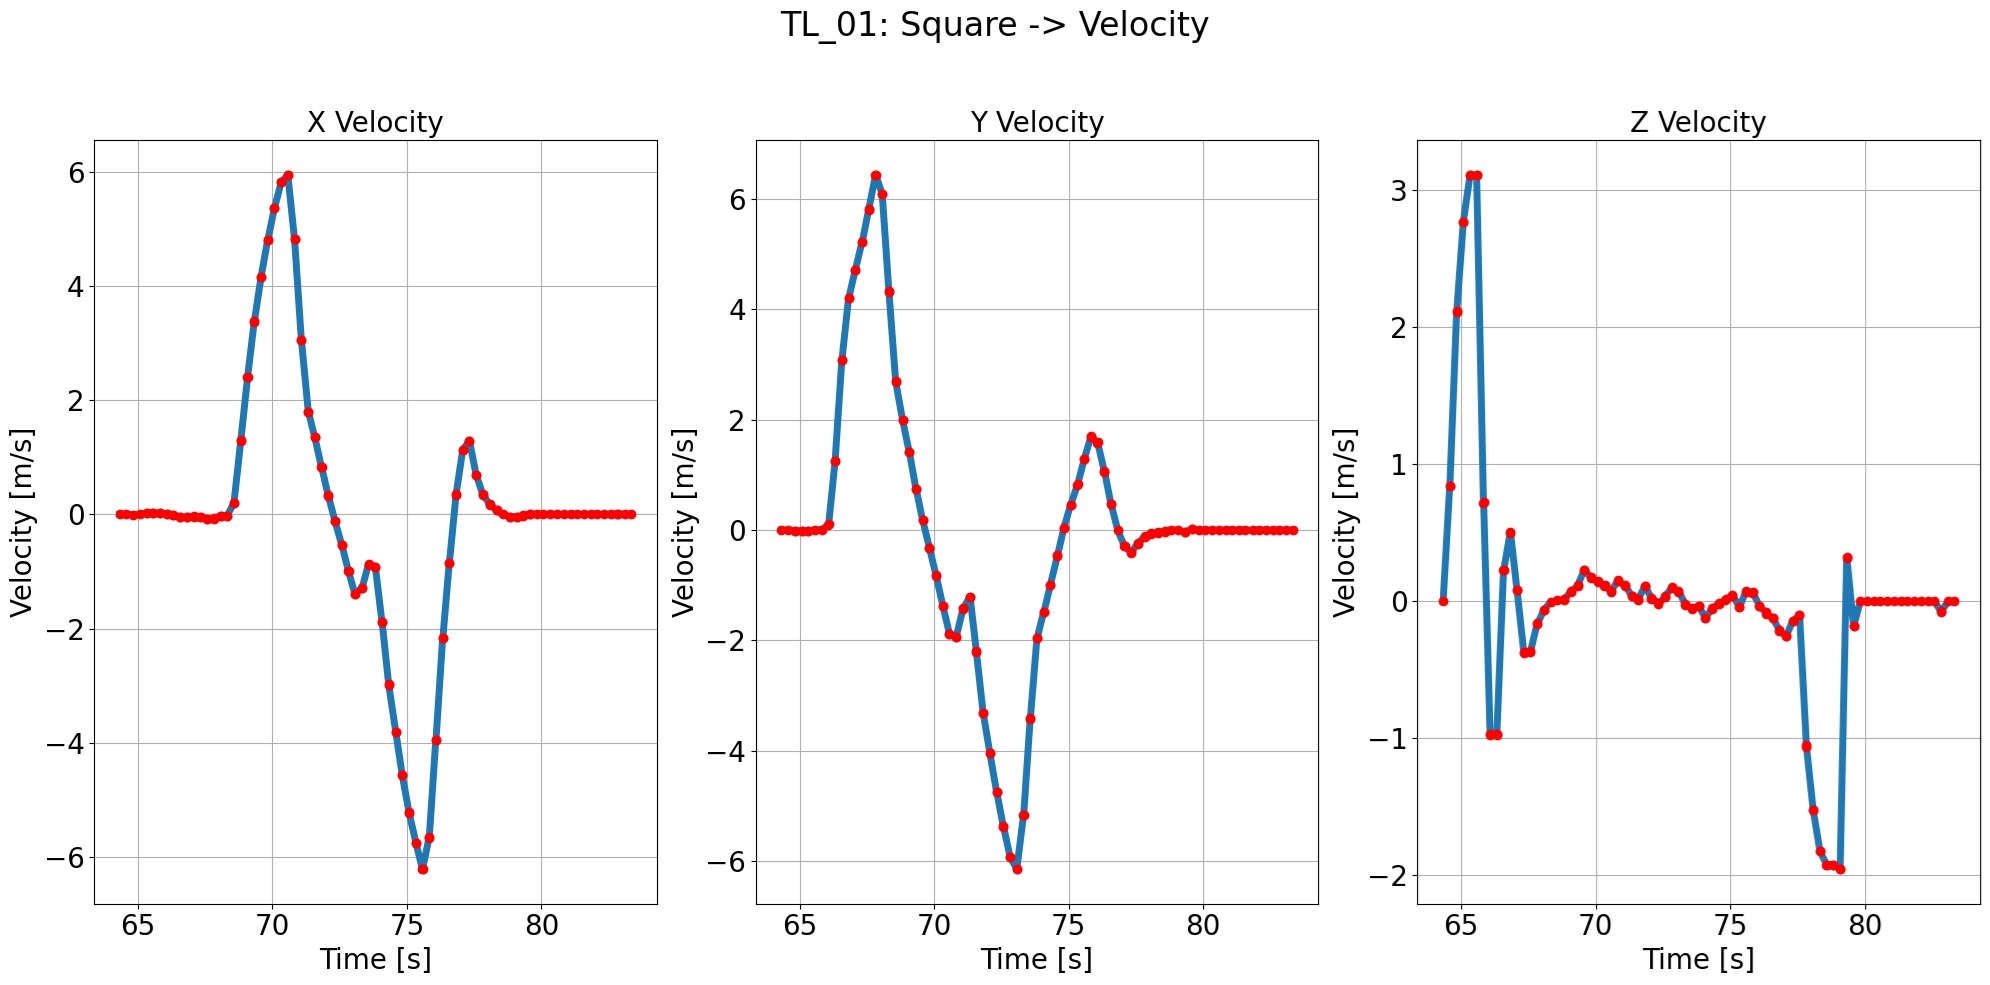 TL_01: Square -> Velocity
X Velocity
Velocity [m/s]
6
4
2
0
−2
−4
−6
65 70 75 80
Time [s]
Y Velocity
Velocity [m/s]
6
4
2
0
−2
−4
−6
65 70 75 80
Time [s]
Z Velocity
Velocity [m/s]
3
2
1
0
−1
−2
65 70 75 80
Time [s]